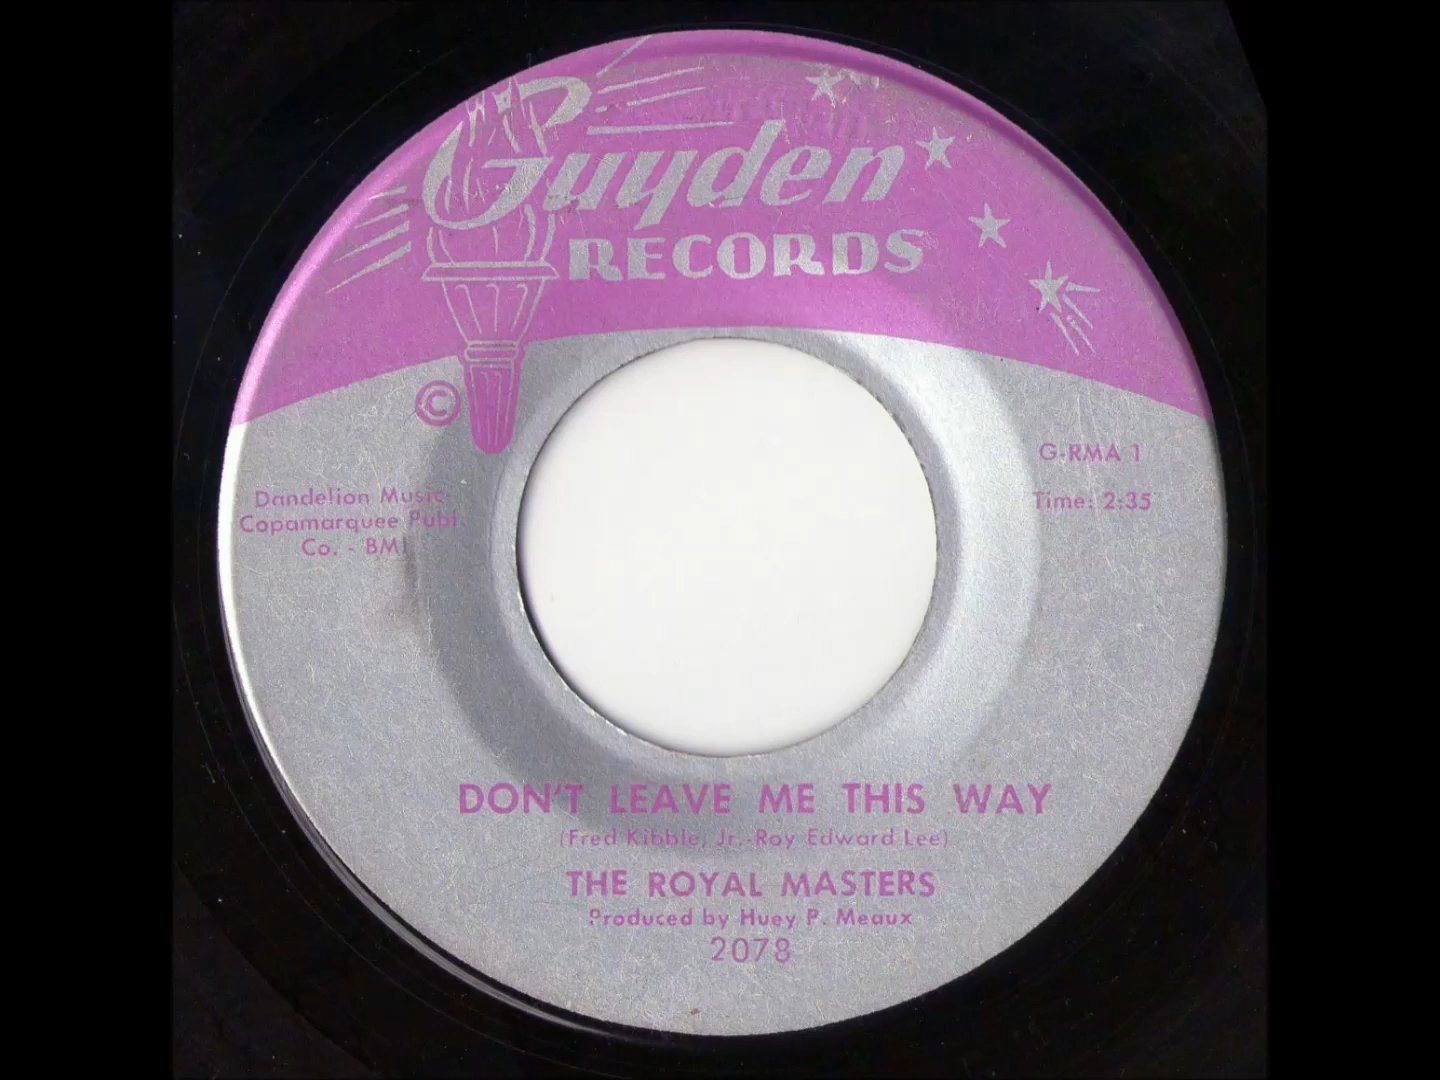 Guyden
RECORDS
©
G-RMA 1
Time: 2:35
Dandelion Music
Copamarquee Publ.
Co. - BMI
DON'T LEAVE ME THIS WAY
(Fred Kibble, Jr.-Roy Edward Lee)
THE ROYAL MASTERS
Produced by Huey P. Meaux
2078